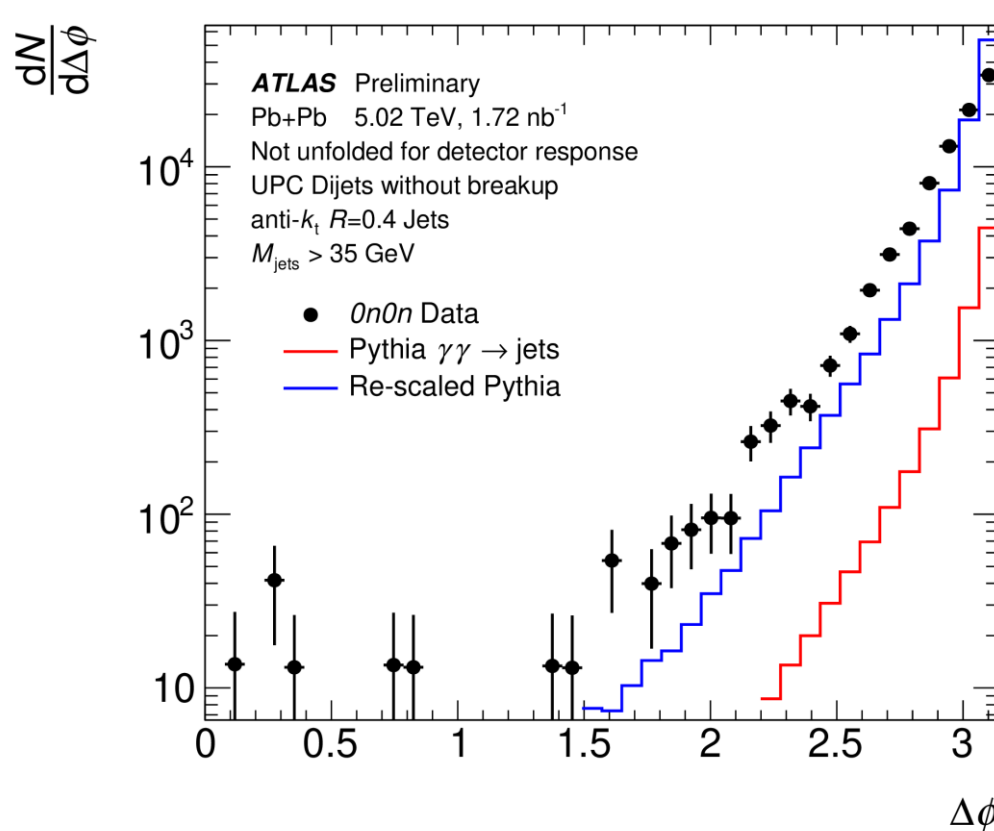 dN
dΔϕ
ATLAS Preliminary
Pb+Pb 5.02 TeV, 1.72 nb⁻¹
Not unfolded for detector response
UPC Dijets without breakup
anti-kₜ R=0.4 Jets
M_jets > 35 GeV
0n0n Data
Pythia γγ → jets
Re-scaled Pythia
10⁴
10³
10²
10
0 0.5 1 1.5 2 2.5 3
Δϕ